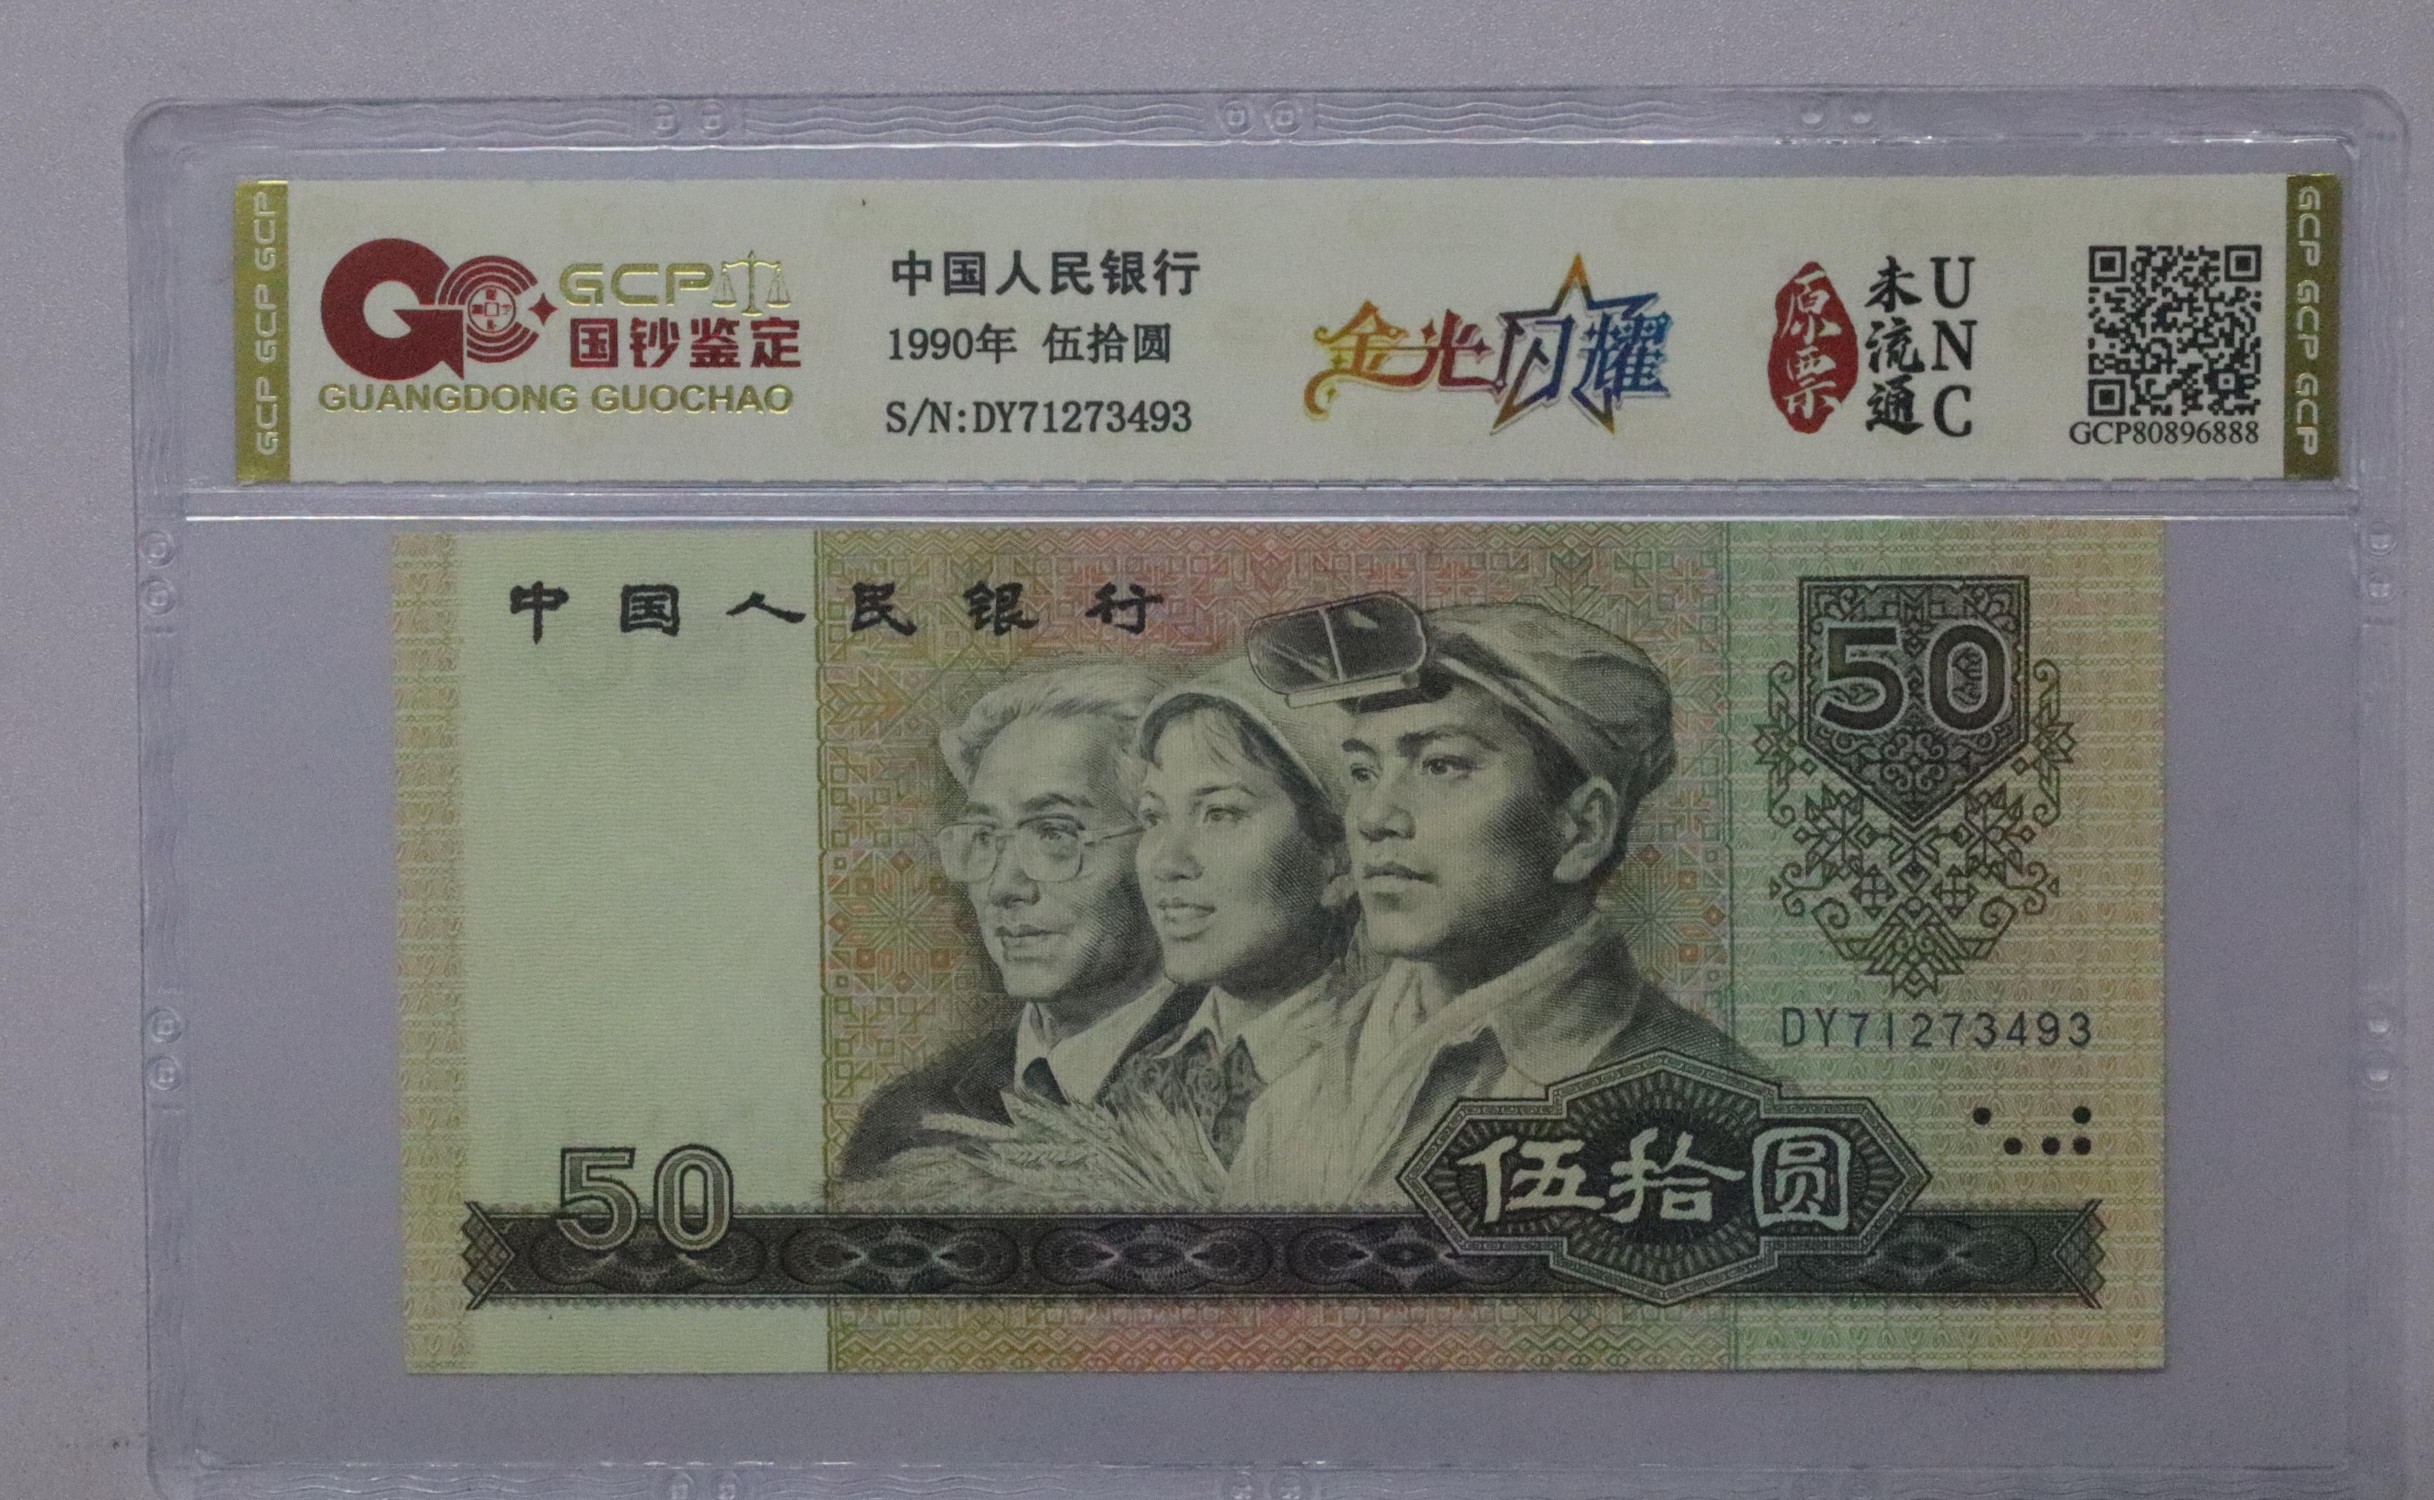 GCP GCP GCP
GCP
国钞鉴定
GUANGDONG GUOCHAO
中国人民银行
1990年 伍拾圆
S/N:DY71273493
金光闪耀
原票
未流通
UNC
GCP80896888
GCP GCP GCP
中国人民银行
50
DY71273493
50
伍拾圆